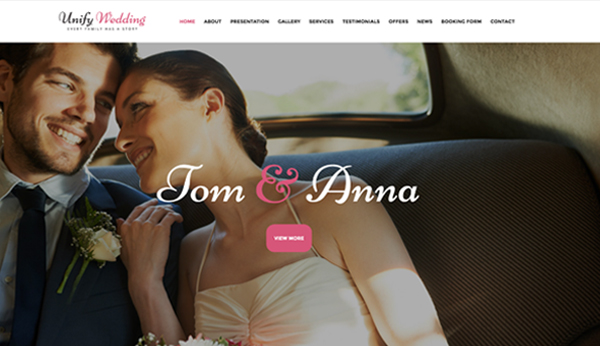 Unify Wedding
EVERY FAMILY HAS A STORY
HOME ABOUT PRESENTATION GALLERY SERVICES TESTIMONIALS OFFERS NEWS BOOKING FORM CONTACT
Tom & Anna
VIEW MORE